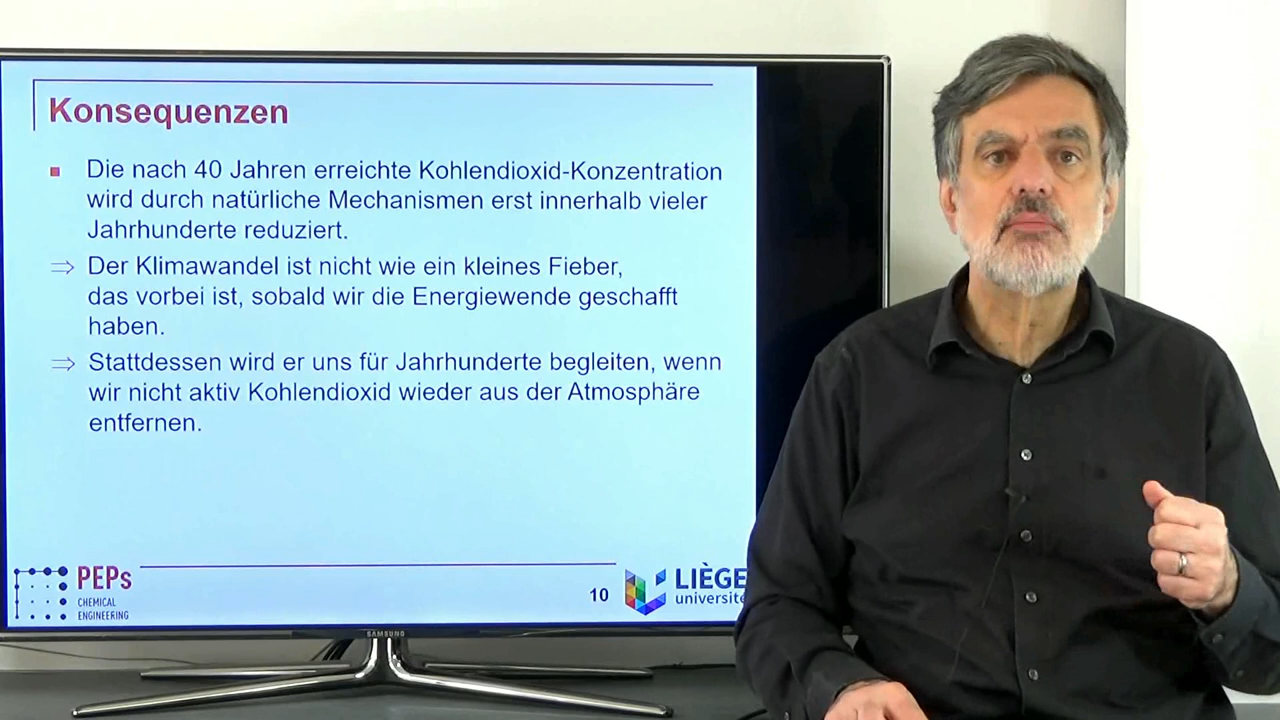 Konsequenzen
Die nach 40 Jahren erreichte Kohlendioxid-Konzentration
wird durch natürliche Mechanismen erst innerhalb vieler
Jahrhunderte reduziert.
⇒ Der Klimawandel ist nicht wie ein kleines Fieber,
das vorbei ist, sobald wir die Energiewende geschafft
haben.
⇒ Stattdessen wird er uns für Jahrhunderte begleiten, wenn
wir nicht aktiv Kohlendioxid wieder aus der Atmosphäre
entfernen.
PEPs
CHEMICAL
ENGINEERING
10
LIÈGE
université
SAMSUNG